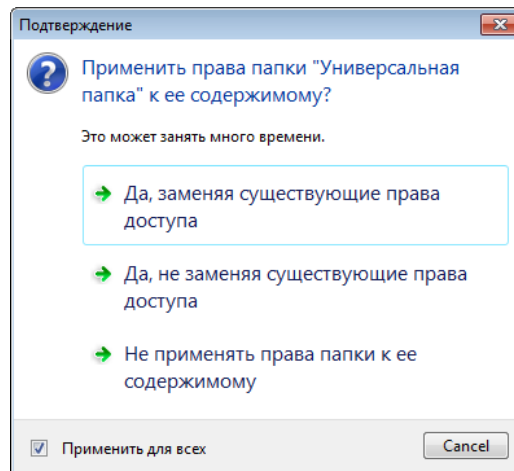 Подтверждение
Применить права папки "Универсальная
папка" к ее содержимому?
Это может занять много времени.
Да, заменяя существующие права
доступа
Да, не заменяя существующие права
доступа
Не применять права папки к ее
содержимому
Применить для всех
Cancel